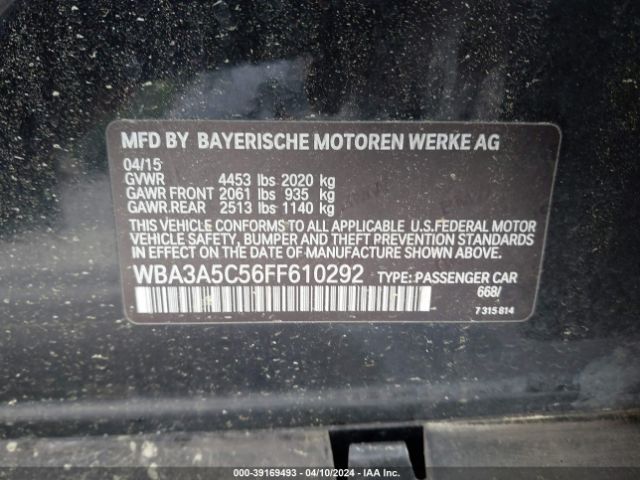 MFD BY BAYERISCHE MOTOREN WERKE AG
04/15
GVWR 4453 lbs 2020 kg
GAWR FRONT 2061 lbs 935 kg
GAWR.REAR 2513 lbs 1140 kg
THIS VEHICLE CONFORMS TO ALL APPLICABLE U.S.FEDERAL MOTOR
VEHICLE SAFETY, BUMPER AND THEFT PREVENTION STANDARDS
IN EFFECT ON THE DATE OF MANUFACTURE SHOWN ABOVE.
WBA3A5C56FF610292 TYPE: PASSENGER CAR
668/
7315814
000-39169493 - 04/10/2024 - IAA Inc.